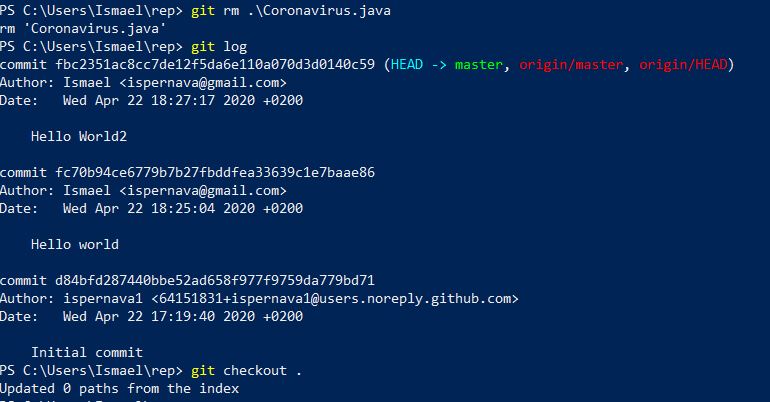 PS C:\Users\Ismael\rep> git rm .\Coronavirus.java
rm 'Coronavirus.java'
PS C:\Users\Ismael\rep> git log
commit fbc2351ac8cc7de12f5da6e110a070d3d0140c59 (HEAD -> master, origin/master, origin/HEAD)
Author: Ismael <ispernava@gmail.com>
Date:   Wed Apr 22 18:27:17 2020 +0200
    Hello World2
commit fc70b94ce6779b7b27fbddfea33639c1e7baae86
Author: Ismael <ispernava@gmail.com>
Date:   Wed Apr 22 18:25:04 2020 +0200
    Hello world
commit d84bfd287440bbe52ad658f977f9759da779bd71
Author: ispernava1 <64151831+ispernava1@users.noreply.github.com>
Date:   Wed Apr 22 17:19:40 2020 +0200
    Initial commit
PS C:\Users\Ismael\rep> git checkout .
Updated 0 paths from the index